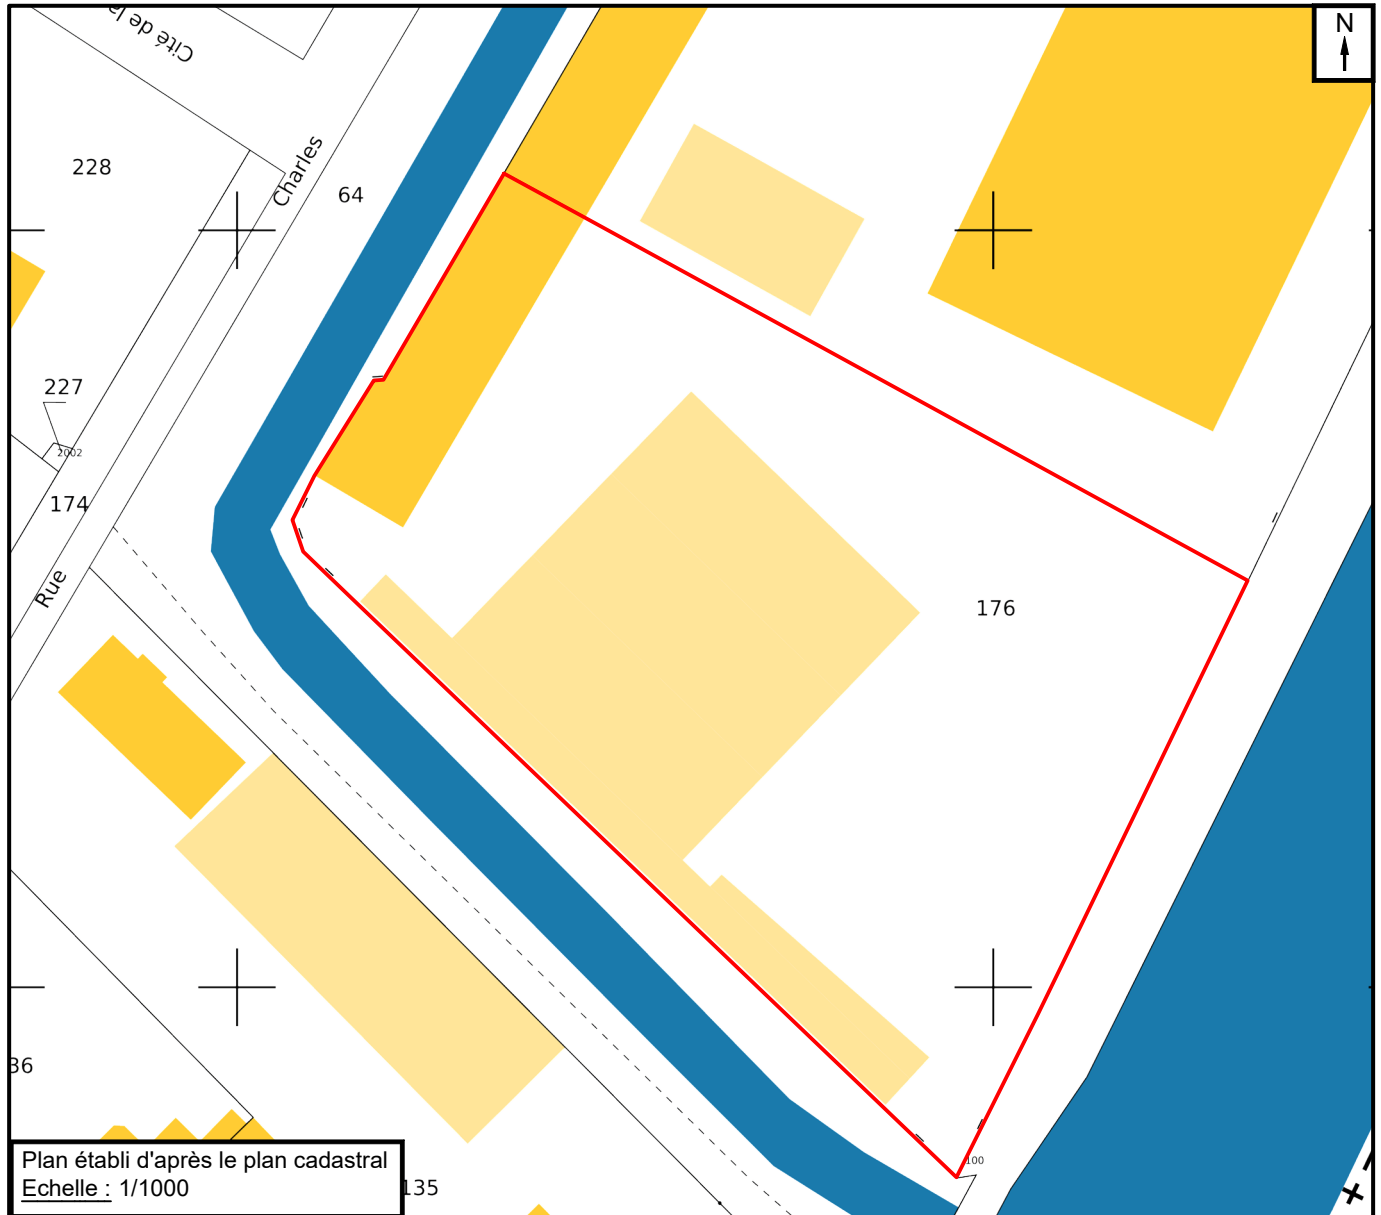 Cité de la
N
228
Charles
64
227
2002
174
Rue
176
36
100
135
Plan établi d'après le plan cadastral
Echelle : 1/1000